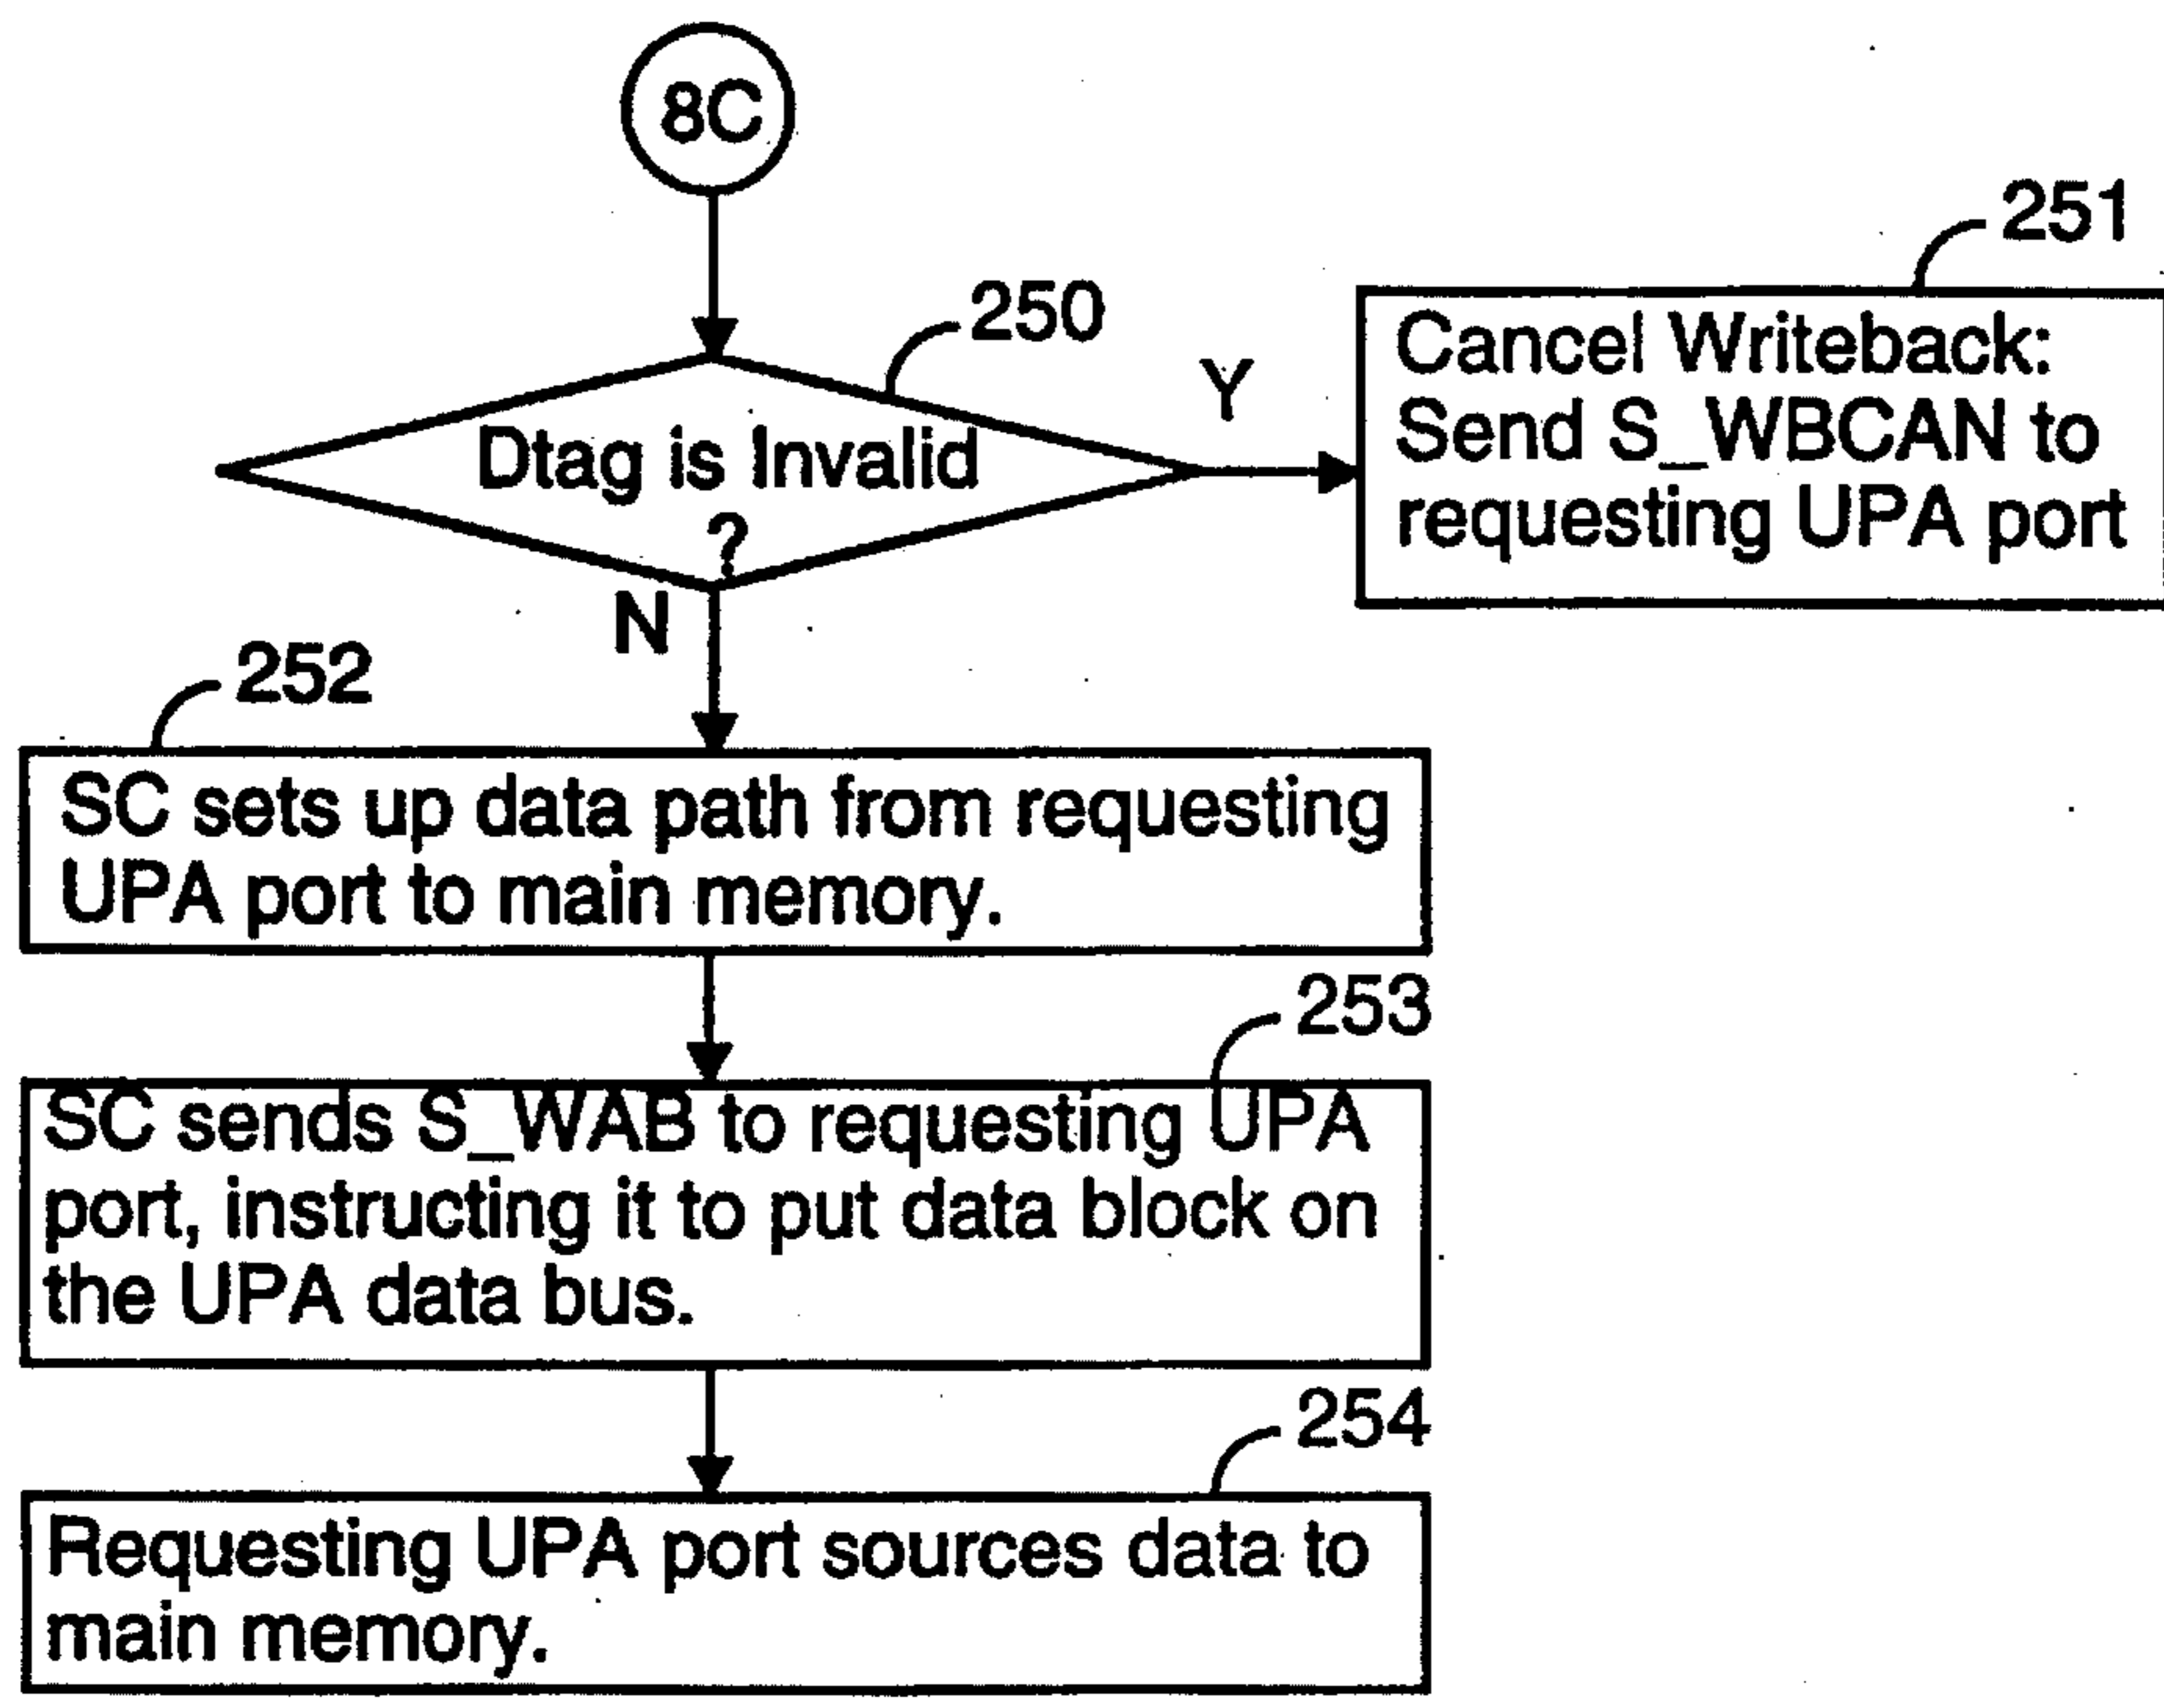 8C
250
Dtag is Invalid
?
Y
N
251
Cancel Writeback:
Send S_WBCAN to
requesting UPA port
252
SC sets up data path from requesting
UPA port to main memory.
253
SC sends S_WAB to requesting UPA
port, instructing it to put data block on
the UPA data bus.
254
Requesting UPA port sources data to
main memory.